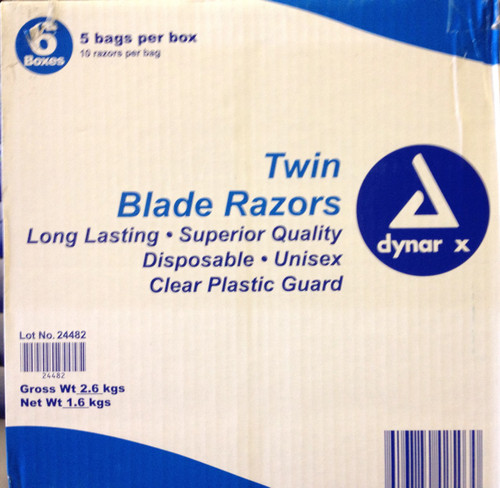 6
Boxes
5 bags per box
10 razors per bag
Twin
Blade Razors
Long Lasting • Superior Quality
Disposable • Unisex
Clear Plastic Guard
dynar x
Lot No. 24482
24482
Gross Wt 2.6 kgs
Net Wt 1.6 kgs